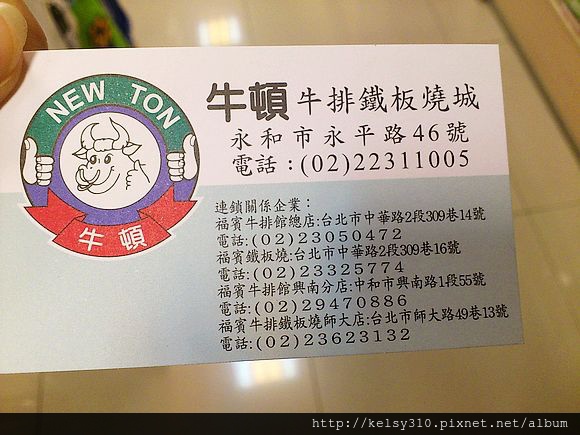 NEW TON
牛頓
牛頓 牛排鐵板燒城
永和市永平路46號
電話：(02)22311005
連鎖關係企業：
福賓牛排館總店:台北市中華路2段309巷14號
電話:(02)23050472
福賓鐵板燒:台北市中華路2段309巷16號
電話:(02)23325774
福賓牛排館興南分店:中和市興南路1段55號
電話:(02)29470886
福賓牛排鐵板燒師大店:台北市師大路49巷13號
電話:(02)23623132
http://kelsy310.pixnet.net/album